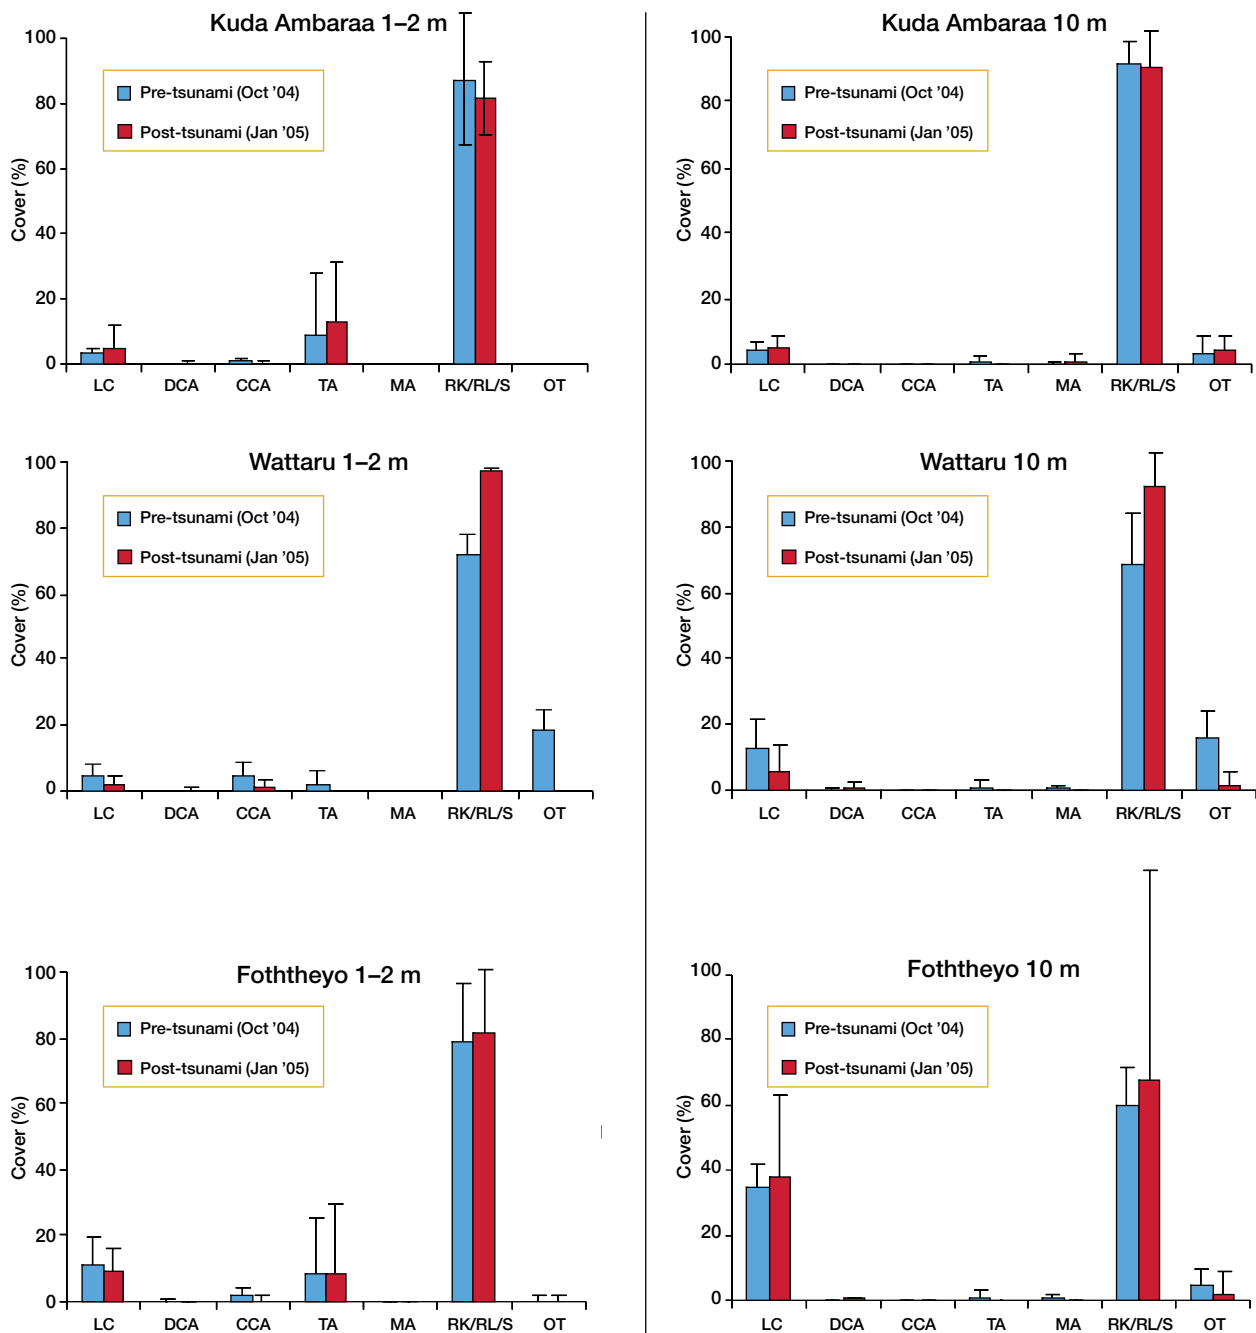 Kuda Ambaraa 1–2 m
Cover (%)
100
80
60
40
20
0
Pre-tsunami (Oct '04)
Post-tsunami (Jan '05)
LC DCA CCA TA MA RK/RL/S OT
Kuda Ambaraa 10 m
Cover (%)
100
80
60
40
20
0
Pre-tsunami (Oct '04)
Post-tsunami (Jan '05)
LC DCA CCA TA MA RK/RL/S OT
Wattaru 1–2 m
Cover (%)
100
80
60
40
20
0
Pre-tsunami (Oct '04)
Post-tsunami (Jan '05)
LC DCA CCA TA MA RK/RL/S OT
Wattaru 10 m
Cover (%)
100
80
60
40
20
0
Pre-tsunami (Oct '04)
Post-tsunami (Jan '05)
LC DCA CCA TA MA RK/RL/S OT
Foththeyo 1–2 m
Cover (%)
100
80
60
40
20
0
Pre-tsunami (Oct '04)
Post-tsunami (Jan '05)
LC DCA CCA TA MA RK/RL/S OT
Foththeyo 10 m
Cover (%)
100
80
60
40
20
0
Pre-tsunami (Oct '04)
Post-tsunami (Jan '05)
LC DCA CCA TA MA RK/RL/S OT